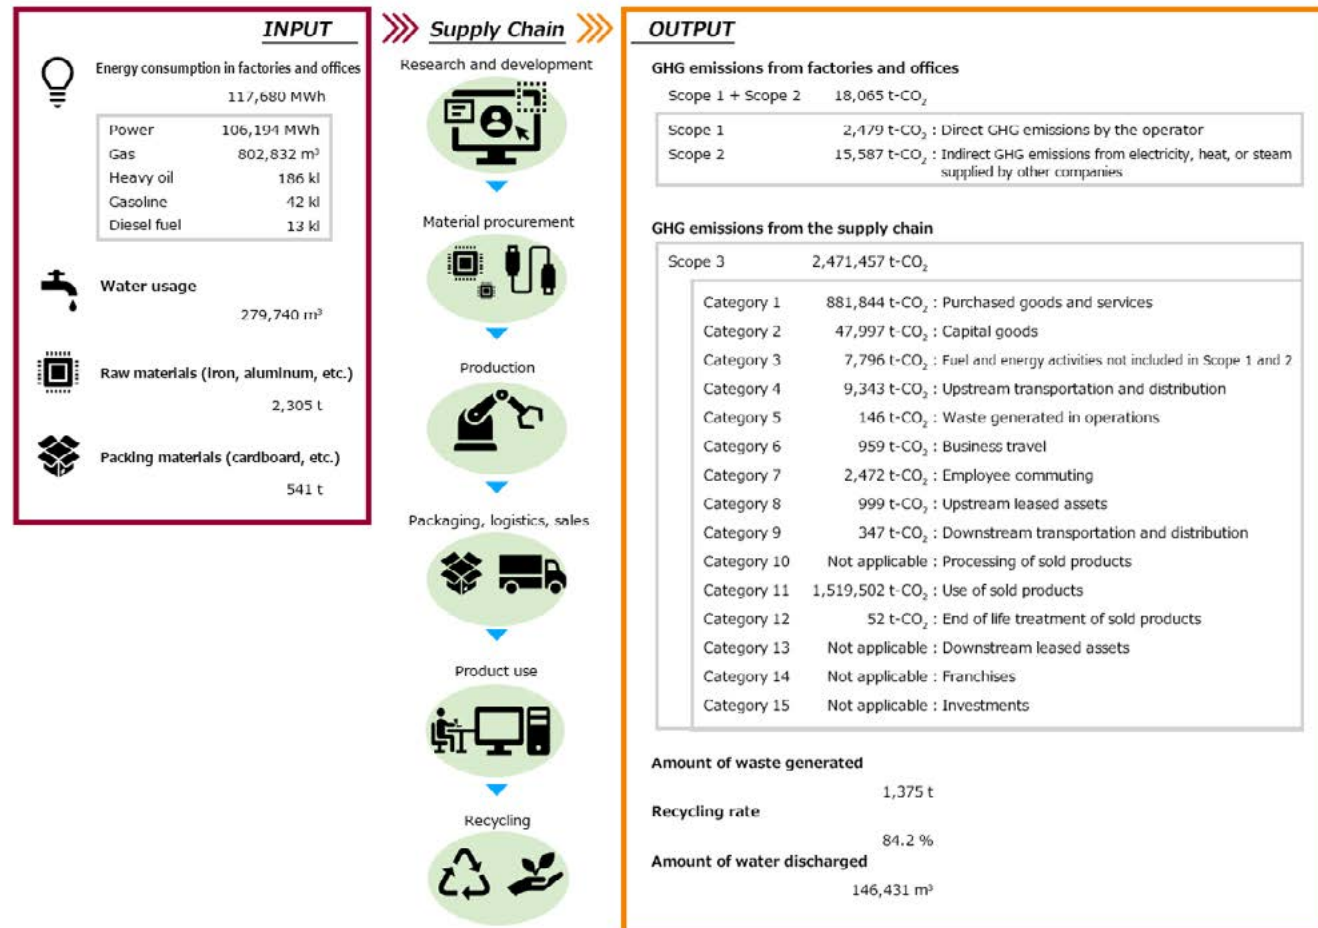 INPUT
Energy consumption in factories and offices
117,680 MWh
Power 106,194 MWh
Gas 802,832 m³
Heavy oil 186 kl
Gasoline 42 kl
Diesel fuel 13 kl
Water usage
279,740 m³
Raw materials (iron, aluminum, etc.)
2,305 t
Packing materials (cardboard, etc.)
541 t
Supply Chain
Research and development
Material procurement
Production
Packaging, logistics, sales
Product use
Recycling
OUTPUT
GHG emissions from factories and offices
Scope 1 + Scope 2 18,065 t-CO₂
Scope 1 2,479 t-CO₂ : Direct GHG emissions by the operator
Scope 2 15,587 t-CO₂ : Indirect GHG emissions from electricity, heat, or steam
supplied by other companies
GHG emissions from the supply chain
Scope 3 2,471,457 t-CO₂
Category 1 881,844 t-CO₂ : Purchased goods and services
Category 2 47,997 t-CO₂ : Capital goods
Category 3 7,796 t-CO₂ : Fuel and energy activities not included in Scope 1 and 2
Category 4 9,343 t-CO₂ : Upstream transportation and distribution
Category 5 146 t-CO₂ : Waste generated in operations
Category 6 959 t-CO₂ : Business travel
Category 7 2,472 t-CO₂ : Employee commuting
Category 8 999 t-CO₂ : Upstream leased assets
Category 9 347 t-CO₂ : Downstream transportation and distribution
Category 10 Not applicable : Processing of sold products
Category 11 1,519,502 t-CO₂ : Use of sold products
Category 12 52 t-CO₂ : End of life treatment of sold products
Category 13 Not applicable : Downstream leased assets
Category 14 Not applicable : Franchises
Category 15 Not applicable : Investments
Amount of waste generated
1,375 t
Recycling rate
84.2 %
Amount of water discharged
146,431 m³